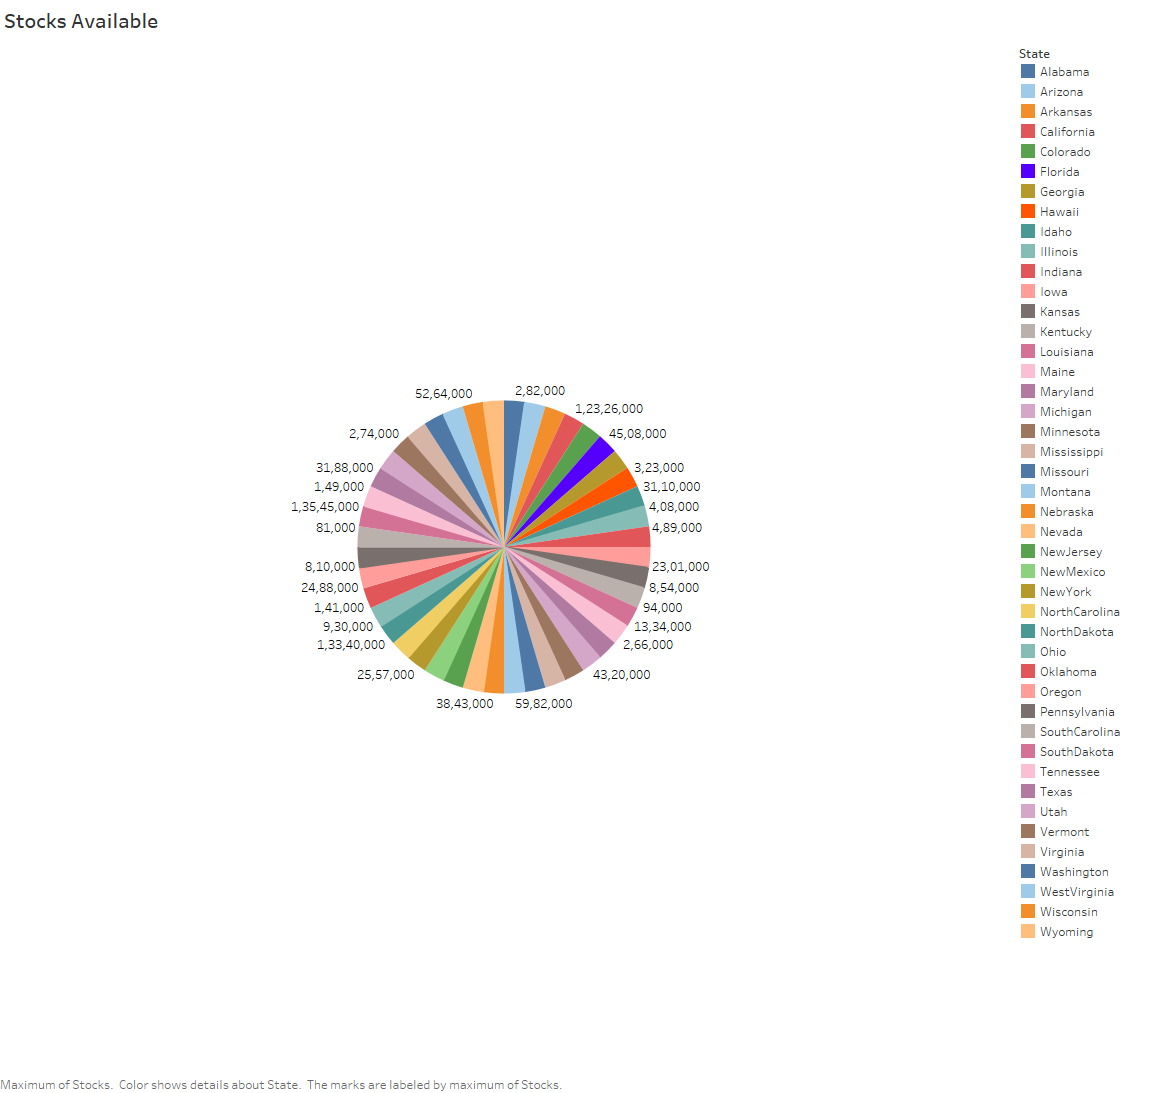 Stocks Available
State
Alabama
Arizona
Arkansas
California
Colorado
Florida
Georgia
Hawaii
Idaho
Illinois
Indiana
Iowa
Kansas
Kentucky
Louisiana
Maine
Maryland
Michigan
Minnesota
Mississippi
Missouri
Montana
Nebraska
Nevada
NewJersey
NewMexico
NewYork
NorthCarolina
NorthDakota
Ohio
Oklahoma
Oregon
Pennsylvania
SouthCarolina
SouthDakota
Tennessee
Texas
Utah
Vermont
Virginia
Washington
WestVirginia
Wisconsin
Wyoming
2,82,000
1,23,26,000
45,08,000
3,23,000
31,10,000
4,08,000
4,89,000
23,01,000
8,54,000
94,000
13,34,000
2,66,000
43,20,000
59,82,000
38,43,000
25,57,000
1,33,40,000
9,30,000
1,41,000
24,88,000
8,10,000
81,000
1,35,45,000
1,49,000
31,88,000
2,74,000
52,64,000
Maximum of Stocks. Color shows details about State. The marks are labeled by maximum of Stocks.